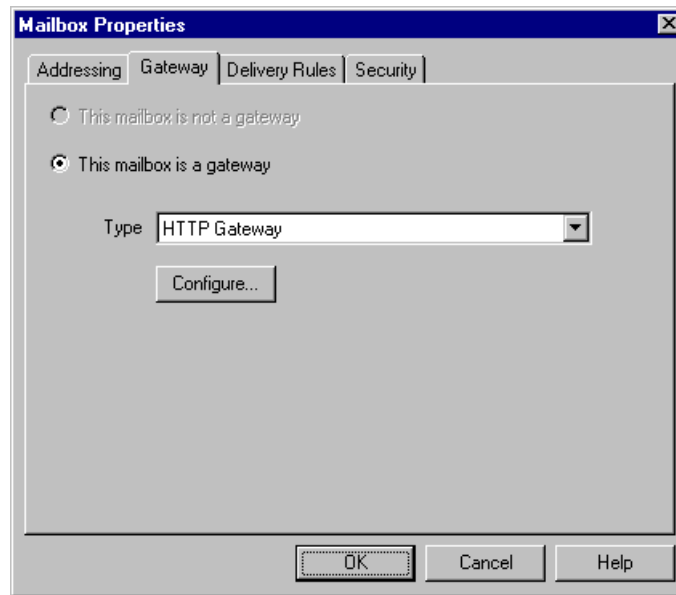 Mailbox Properties
Addressing Gateway Delivery Rules Security
This mailbox is not a gateway
This mailbox is a gateway
Type HTTP Gateway
Configure...
OK Cancel Help